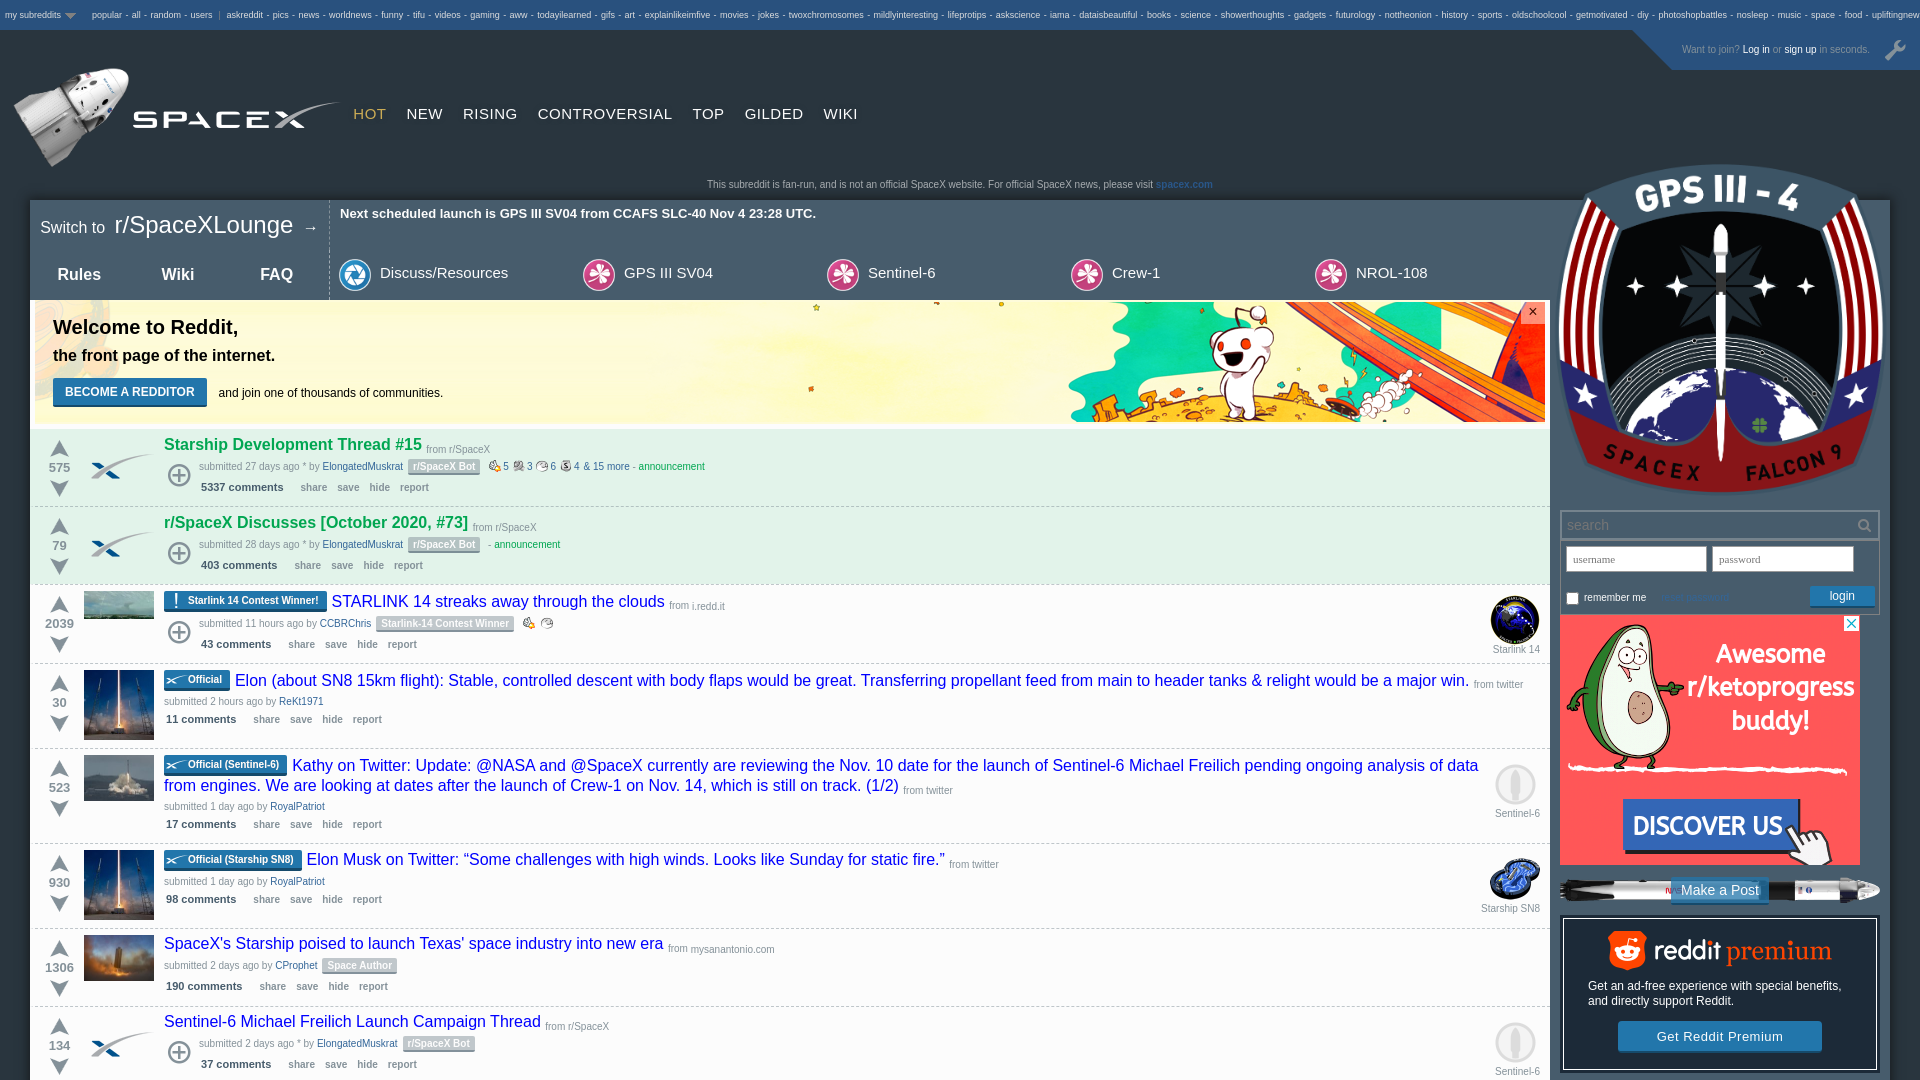 my subreddits popular - all - random - users | askreddit - pics - news - worldnews - funny - tifu - videos - gaming - aww - todayilearned - gifs - art - explainlikeimfive - movies - jokes - twoxchromosomes - mildlyinteresting - lifeprotips - askscience - iama - dataisbeautiful - books - science - showerthoughts - gadgets - futurology - nottheonion - history - sports - oldschoolcool - getmotivated - diy - photoshopbattles - nosleep - music - space - food - upliftingnew
Want to join? Log in or sign up in seconds.
SPACEX
HOT NEW RISING CONTROVERSIAL TOP GILDED WIKI
This subreddit is fan-run, and is not an official SpaceX website. For official SpaceX news, please visit spacex.com
Switch to r/SpaceXLounge →
Next scheduled launch is GPS III SV04 from CCAFS SLC-40 Nov 4 23:28 UTC.
Rules Wiki FAQ
Discuss/Resources GPS III SV04 Sentinel-6 Crew-1 NROL-108
Welcome to Reddit,
the front page of the internet.
BECOME A REDDITOR and join one of thousands of communities.
×
575
Starship Development Thread #15 from r/SpaceX
submitted 27 days ago * by ElongatedMuskrat r/SpaceX Bot 5 3 6 4 & 15 more - announcement
5337 comments share save hide report
79
r/SpaceX Discusses [October 2020, #73] from r/SpaceX
submitted 28 days ago * by ElongatedMuskrat r/SpaceX Bot - announcement
403 comments share save hide report
2039
Starlink 14 Contest Winner! STARLINK 14 streaks away through the clouds from i.redd.it
submitted 11 hours ago by CCBRChris Starlink-14 Contest Winner
43 comments share save hide report
Starlink 14
30
Official Elon (about SN8 15km flight): Stable, controlled descent with body flaps would be great. Transferring propellant feed from main to header tanks & relight would be a major win. from twitter
submitted 2 hours ago by ReKt1971
11 comments share save hide report
523
Official (Sentinel-6) Kathy on Twitter: Update: @NASA and @SpaceX currently are reviewing the Nov. 10 date for the launch of Sentinel-6 Michael Freilich pending ongoing analysis of data
from engines. We are looking at dates after the launch of Crew-1 on Nov. 14, which is still on track. (1/2) from twitter
submitted 1 day ago by RoyalPatriot
17 comments share save hide report
Sentinel-6
930
Official (Starship SN8) Elon Musk on Twitter: “Some challenges with high winds. Looks like Sunday for static fire.” from twitter
submitted 1 day ago by RoyalPatriot
98 comments share save hide report
Starship SN8
1306
SpaceX's Starship poised to launch Texas' space industry into new era from mysanantonio.com
submitted 2 days ago by CProphet Space Author
190 comments share save hide report
134
Sentinel-6 Michael Freilich Launch Campaign Thread from r/SpaceX
submitted 2 days ago * by ElongatedMuskrat r/SpaceX Bot
37 comments share save hide report
Sentinel-6
GPS III - 4
SPACEX FALCON 9
search
username password
remember me login
Awesome
r/ketoprogress
buddy!
DISCOVER US
Make a Post
reddit premium
Get an ad-free experience with special benefits,
and directly support Reddit.
Get Reddit Premium